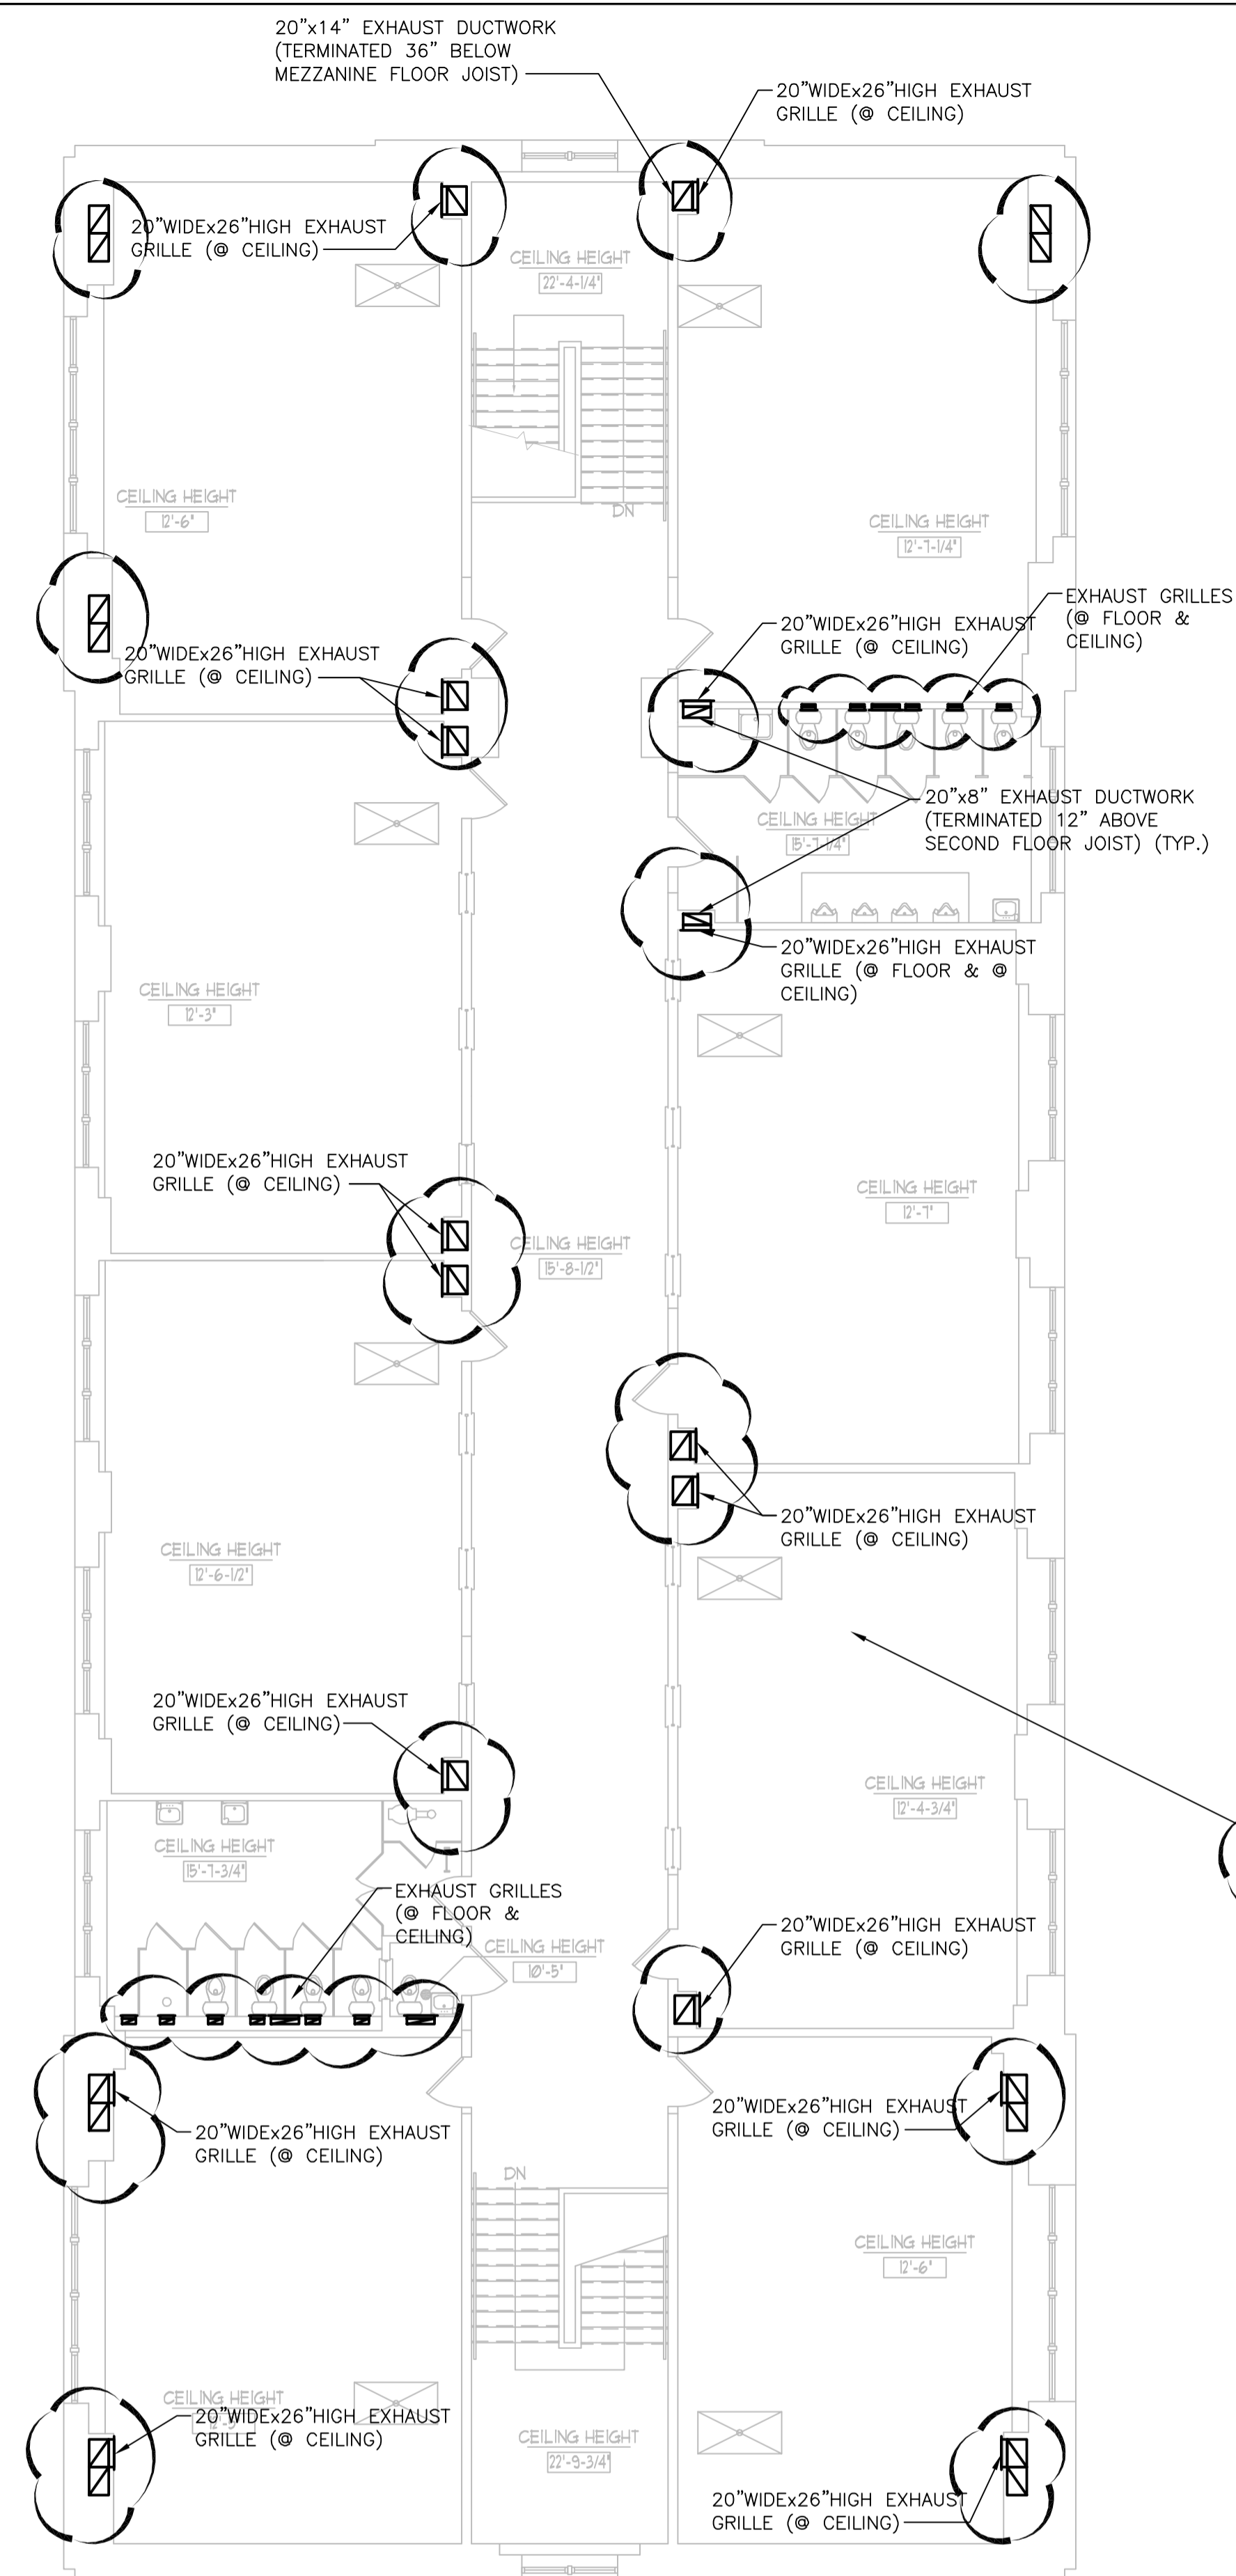 20"x14" EXHAUST DUCTWORK
(TERMINATED 36" BELOW
MEZZANINE FLOOR JOIST)
20"WIDEx26"HIGH EXHAUST
GRILLE (@ CEILING)
20"WIDEx26"HIGH EXHAUST
GRILLE (@ CEILING)
CEILING HEIGHT
22'-4-1/4"
CEILING HEIGHT
12'-6"
DN
CEILING HEIGHT
12'-7-1/4"
EXHAUST GRILLES
(@ FLOOR &
CEILING)
20"WIDEx26"HIGH EXHAUST
GRILLE (@ CEILING)
20"WIDEx26"HIGH EXHAUST
GRILLE (@ CEILING)
20"x8" EXHAUST DUCTWORK
(TERMINATED 12" ABOVE
SECOND FLOOR JOIST) (TYP.)
CEILING HEIGHT
15'-7-1/4"
20"WIDEx26"HIGH EXHAUST
GRILLE (@ FLOOR & @
CEILING)
CEILING HEIGHT
12'-3"
20"WIDEx26"HIGH EXHAUST
GRILLE (@ CEILING)
CEILING HEIGHT
12'-7"
CEILING HEIGHT
15'-8-1/2"
20"WIDEx26"HIGH EXHAUST
GRILLE (@ CEILING)
CEILING HEIGHT
12'-6-1/2"
20"WIDEx26"HIGH EXHAUST
GRILLE (@ CEILING)
CEILING HEIGHT
12'-4-3/4"
CEILING HEIGHT
15'-7-3/4"
EXHAUST GRILLES
(@ FLOOR &
CEILING)
20"WIDEx26"HIGH EXHAUST
GRILLE (@ CEILING)
CEILING HEIGHT
10'-5"
20"WIDEx26"HIGH EXHAUST
GRILLE (@ CEILING)
20"WIDEx26"HIGH EXHAUST
GRILLE (@ CEILING)
DN
CEILING HEIGHT
12'-6"
CEILING HEIGHT
20"WIDEx26"HIGH EXHAUST
GRILLE (@ CEILING)
CEILING HEIGHT
22'-9-3/4"
20"WIDEx26"HIGH EXHAUST
GRILLE (@ CEILING)